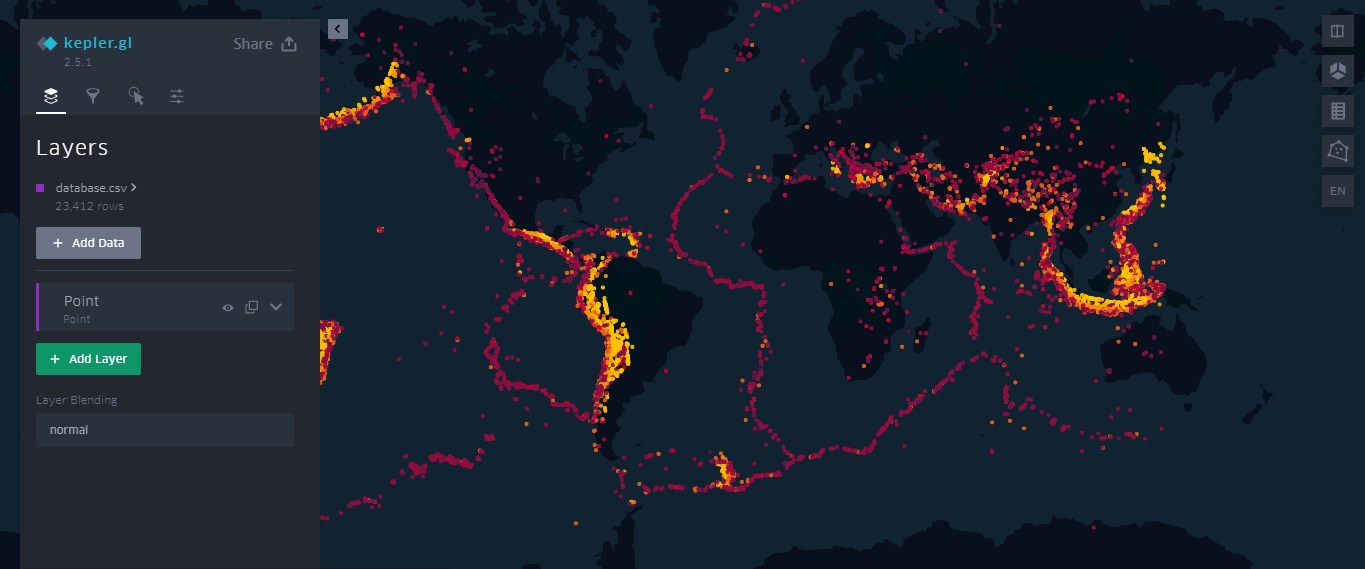 kepler.gl
Share
2.5.1
Layers
database.csv
23,412 rows
+ Add Data
Point
Point
+ Add Layer
Layer Blending
normal
EN